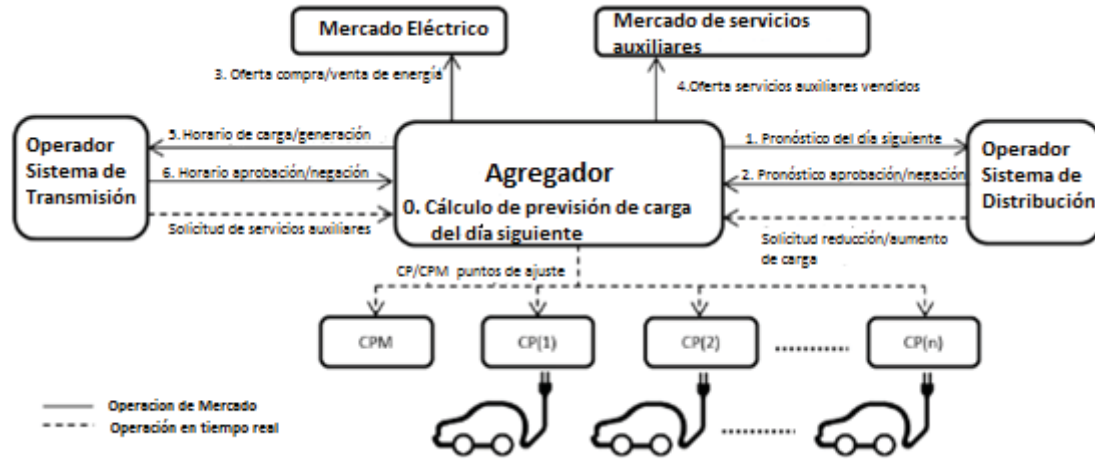 Mercado Eléctrico
Mercado de servicios
auxiliares
3. Oferta compra/venta de energía
4.Oferta servicios auxiliares vendidos
Operador
Sistema de
Transmisión
5.Horario de carga/generación
6. Horario aprobación/negación
Solicitud de servicios auxiliares
Agregador
0. Cálculo de previsión de carga
del día siguiente
1. Pronóstico del día siguiente
2. Pronóstico aprobación/negación
Solicitud reducción/aumento
de carga
Operador
Sistema de
Distribución
CP/CPM puntos de ajuste
CPM
CP(1)
CP(2)
CP(n)
Operacion de Mercado
Operación en tiempo real